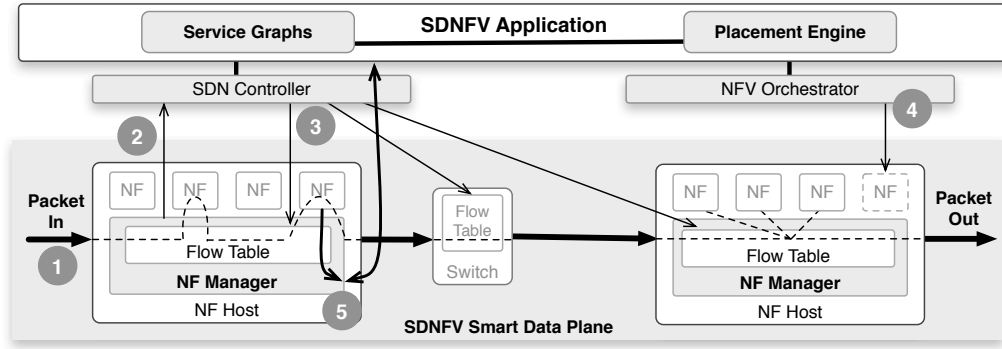 SDNFV Application
Service Graphs
Placement Engine
SDN Controller
NFV Orchestrator
2
3
4
NF
NF
NF
NF
NF
NF
NF
NF
Packet
In
Flow
Table
Packet
Out
1
Flow Table
Switch
Flow Table
NF Manager
NF Manager
NF Host
5
NF Host
SDNFV Smart Data Plane